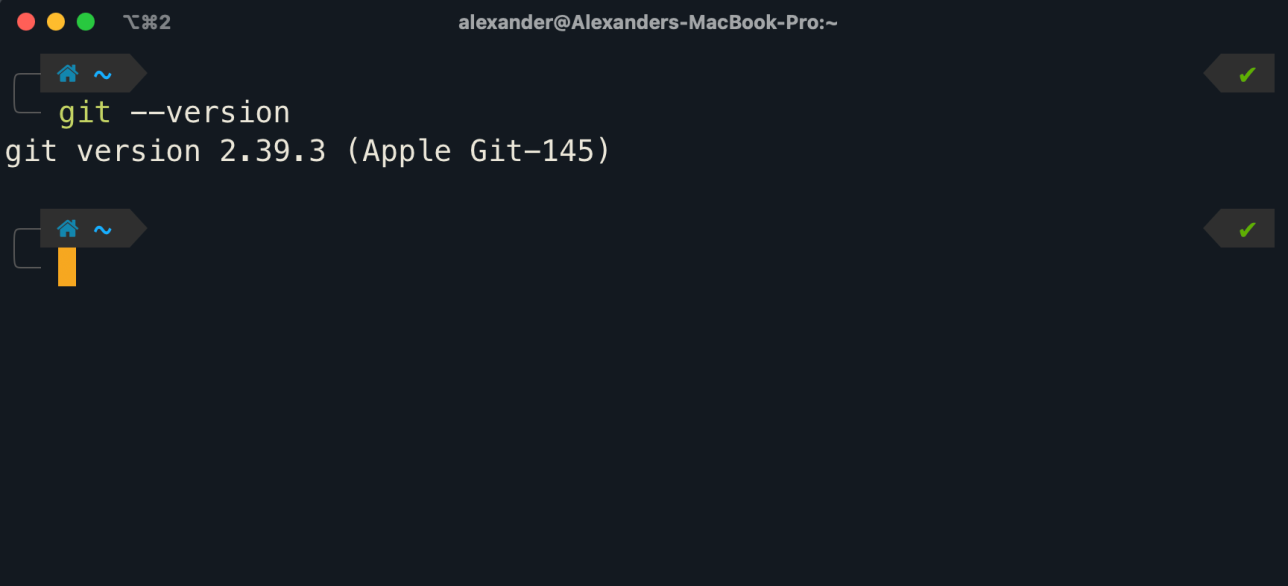 ⌥⌘2 alexander@Alexanders-MacBook-Pro:~
~ ✔
git --version
git version 2.39.3 (Apple Git-145)
~ ✔